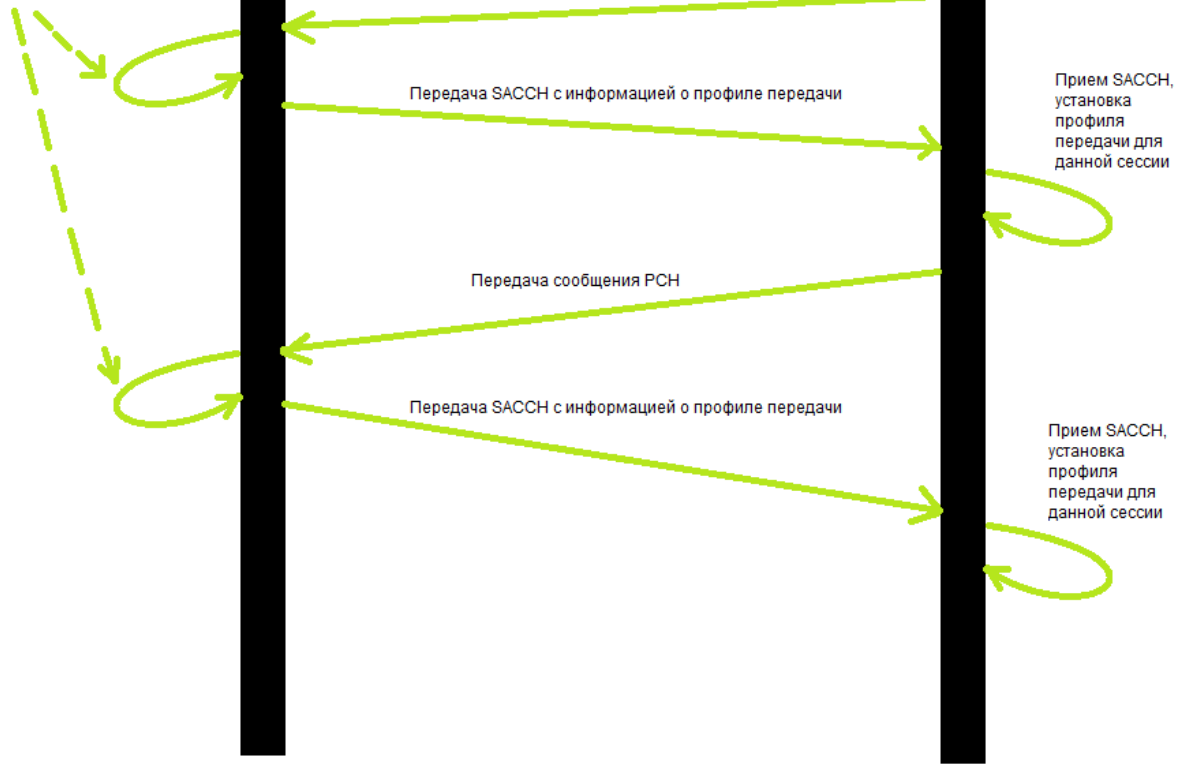 Передача SACCH с информацией о профиле передачи
Прием SACCH,
установка
профиля
передачи для
данной сессии
Передача сообщения PCH
Передача SACCH с информацией о профиле передачи
Прием SACCH,
установка
профиля
передачи для
данной сессии